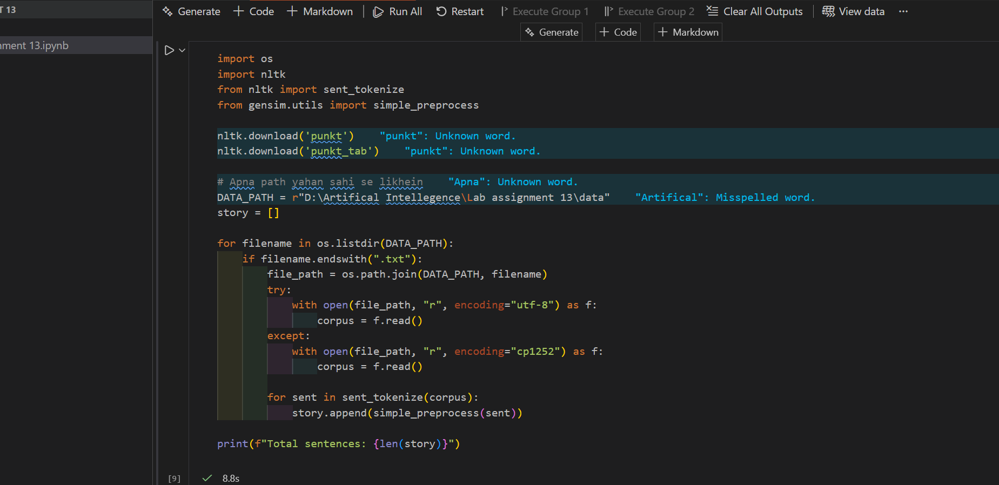 T 13
Generate + Code + Markdown Run All Restart Execute Group 1 Execute Group 2 Clear All Outputs View data ...
Generate + Code + Markdown
ment 13.ipynb
import os
import nltk
from nltk import sent_tokenize
from gensim.utils import simple_preprocess
nltk.download('punkt') "punkt": Unknown word.
nltk.download('punkt_tab') "punkt": Unknown word.
# Apna path yahan sahi se likhein "Apna": Unknown word.
DATA_PATH = r"D:\Artifical Intellegence\Lab assignment 13\data" "Artifical": Misspelled word.
story = []
for filename in os.listdir(DATA_PATH):
if filename.endswith(".txt"):
file_path = os.path.join(DATA_PATH, filename)
try:
with open(file_path, "r", encoding="utf-8") as f:
corpus = f.read()
except:
with open(file_path, "r", encoding="cp1252") as f:
corpus = f.read()
for sent in sent_tokenize(corpus):
story.append(simple_preprocess(sent))
print(f"Total sentences: {len(story)}")
[9] 8.8s